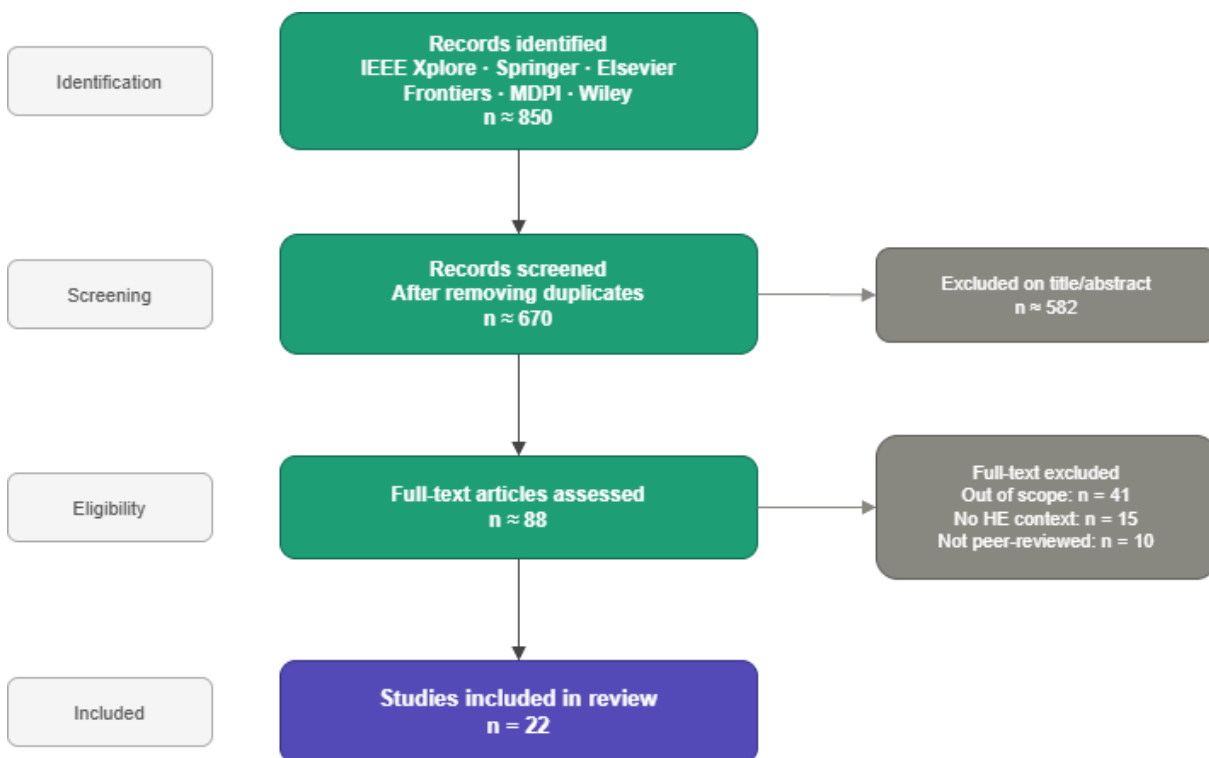 Identification
Records identified
IEEE Xplore · Springer · Elsevier
Frontiers · MDPI · Wiley
n ≈ 850
Screening
Records screened
After removing duplicates
n ≈ 670
Excluded on title/abstract
n ≈ 582
Eligibility
Full-text articles assessed
n ≈ 88
Full-text excluded
Out of scope: n = 41
No HE context: n = 15
Not peer-reviewed: n = 10
Included
Studies included in review
n = 22